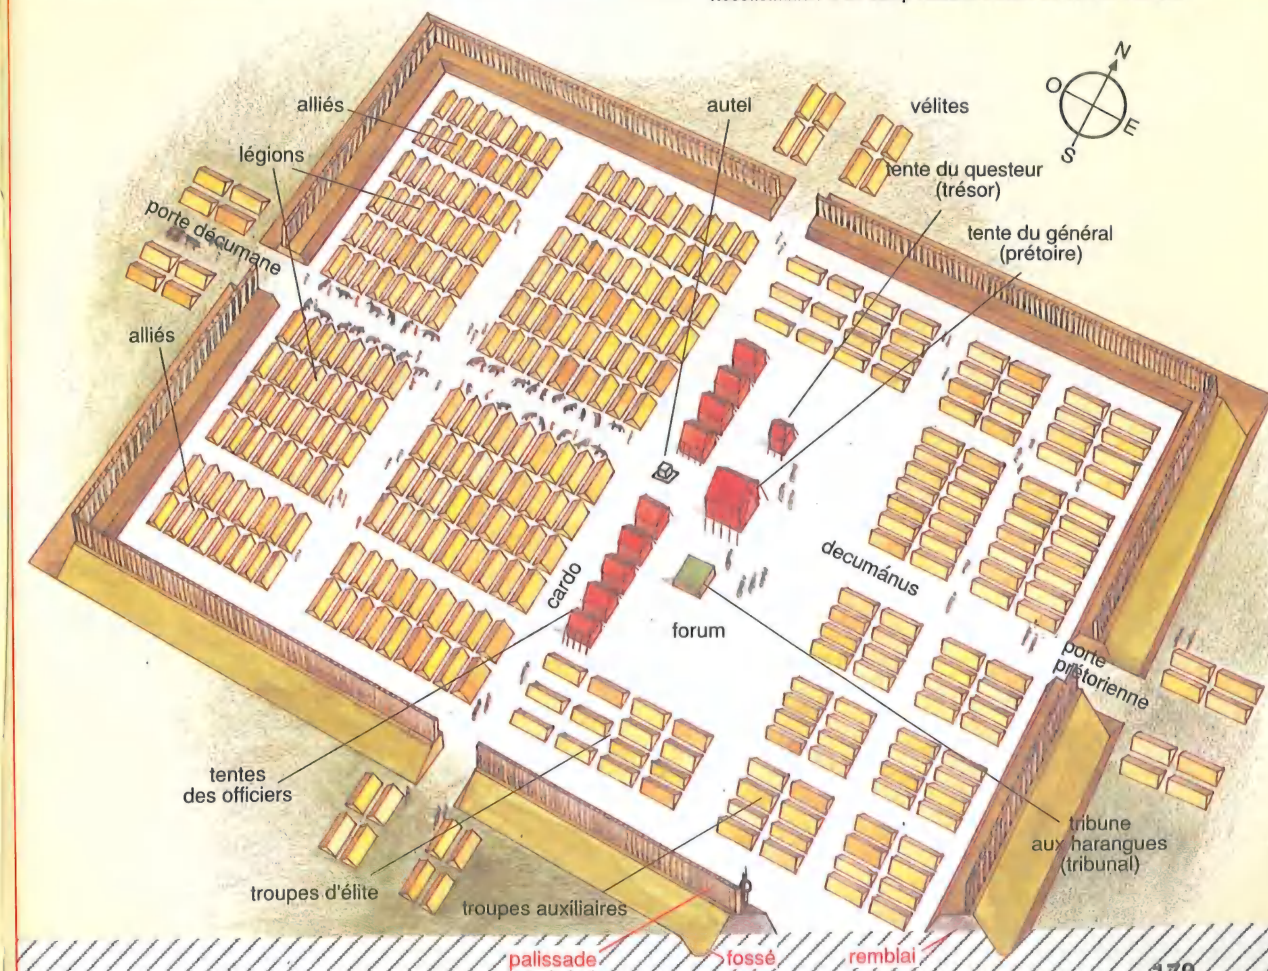 N
O
E
S
alliés
autel
vélites
légions
tente du questeur
(trésor)
porte décumane
tente du général
(prétoire)
alliés
decumánus
cardo
forum
porte
prétorienne
tentes
des officiers
tribune
aux harangues
(tribunal)
troupes d'élite
troupes auxiliaires
palissade
fossé
remblai